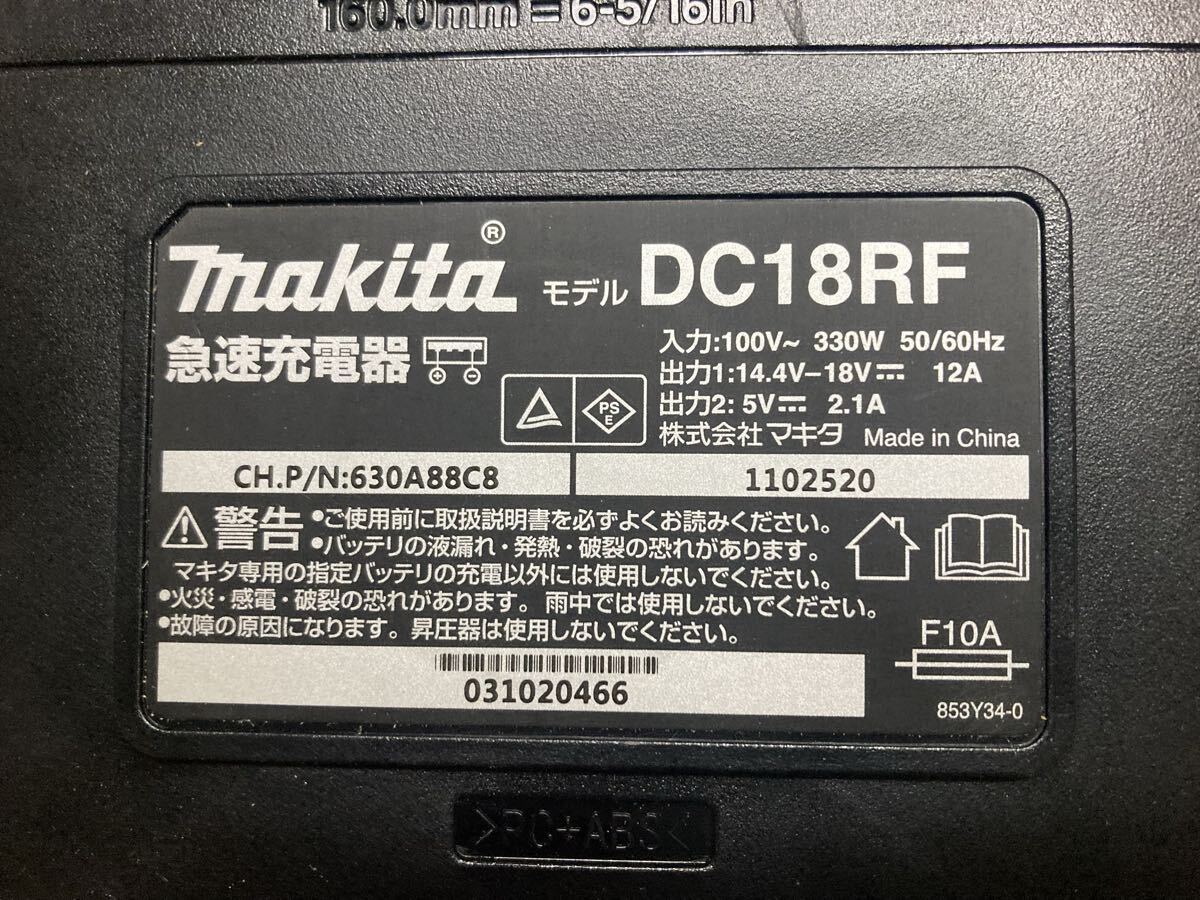 160.0mm = 6-5/16in
makita®
モデル DC18RF
急速充電器
入力:100V~ 330W 50/60Hz
出力1:14.4V–18V⎓ 12A
出力2: 5V⎓ 2.1A
PS
E
株式会社マキタ Made in China
CH.P/N:630A88C8
1102520
警告 •ご使用前に取扱説明書を必ずよくお読みください。
•バッテリの液漏れ・発熱・破裂の恐れがあります。
マキタ専用の指定バッテリの充電以外には使用しないでください。
•火災・感電・破裂の恐れがあります。雨中では使用しないでください。
•故障の原因になります。昇圧器は使用しないでください。
F10A
031020466
853Y34-0
>PC+ABS<